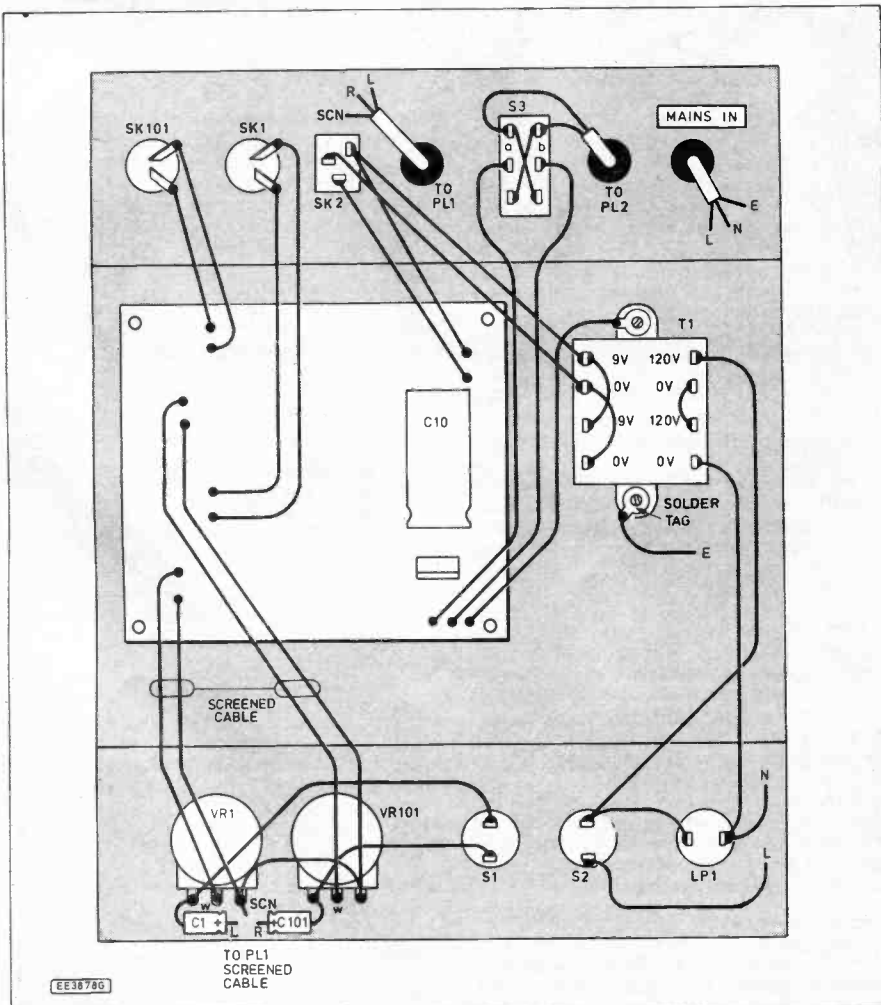 L
R
SCN
S3
MAINS IN
SK101
SK1
a
b
SK2
TO
PL1
TO
PL2
E
N
L
T1
9V 120V
0V 0V
9V 120V
0V 0V
C10
SOLDER
TAG
E
SCREENED
CABLE
N
VR1
VR101
L
S1
S2
LP1
w
SCN
w
C1 +
L
R
+ C101
TO PL1
SCREENED
CABLE
EE3878G